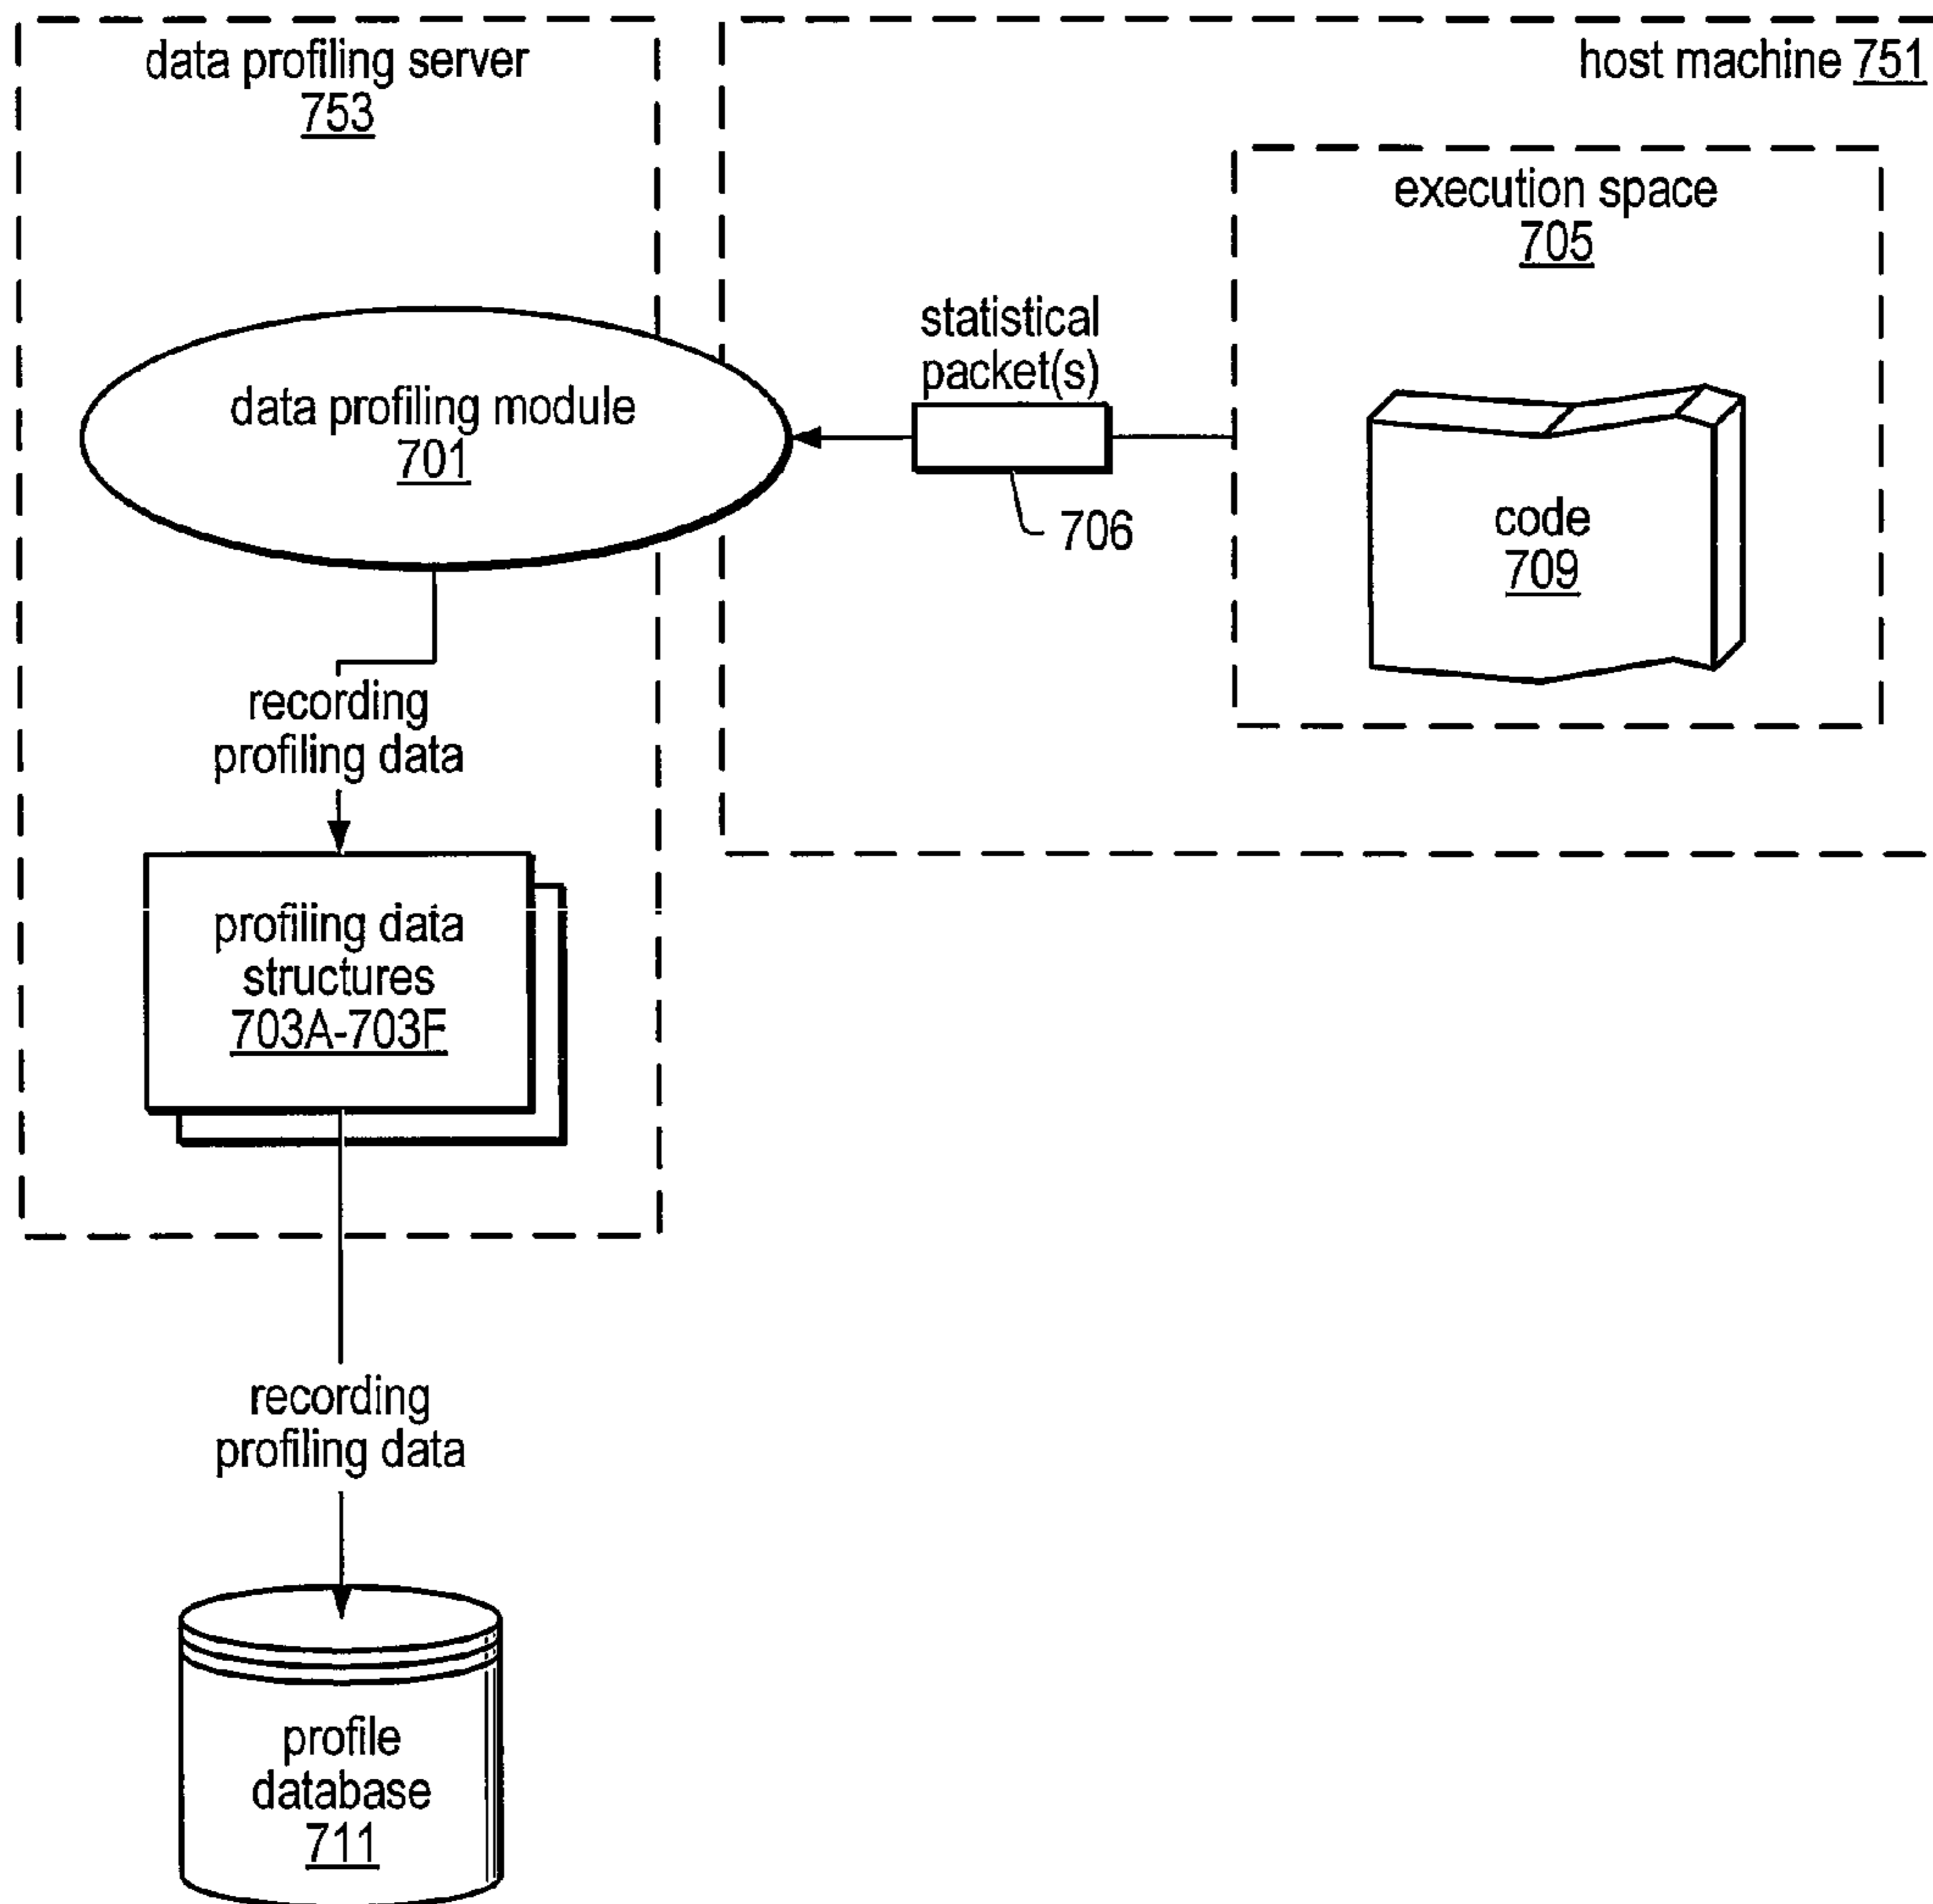 data profiling server
753
host machine 751
execution space
705
statistical
packet(s)
data profiling module
701
706
code
709
recording
profiling data
profiling data
structures
703A-703F
recording
profiling data
profile
database
711